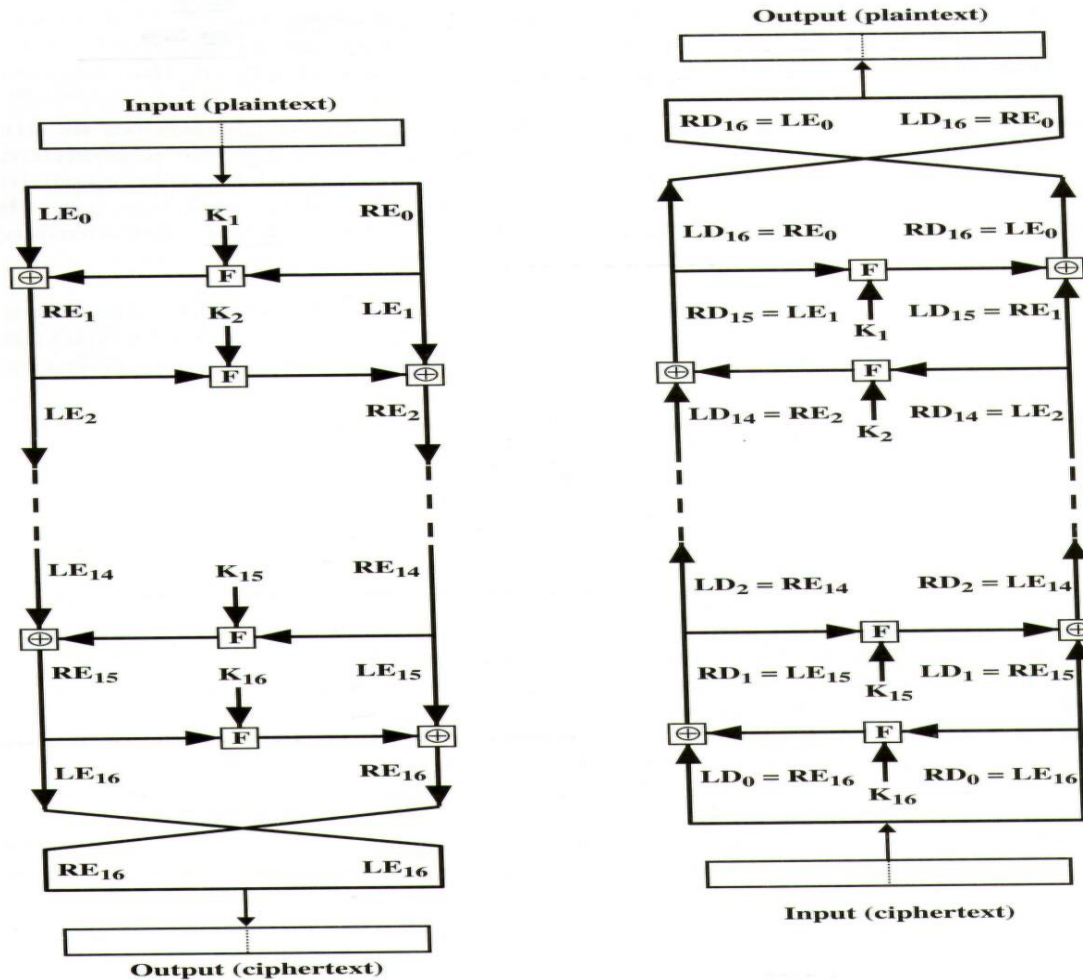 Input (plaintext)
LE₀ K₁ RE₀
F
RE₁ K₂ LE₁
F
LE₂ RE₂
LE₁₄ K₁₅ RE₁₄
F
RE₁₅ K₁₆ LE₁₅
F
LE₁₆ RE₁₆
RE₁₆ LE₁₆
Output (ciphertext)
Output (plaintext)
RD₁₆ = LE₀ LD₁₆ = RE₀
LD₁₆ = RE₀ RD₁₆ = LE₀
F
RD₁₅ = LE₁ K₁ LD₁₅ = RE₁
F
LD₁₄ = RE₂ K₂ RD₁₄ = LE₂
LD₂ = RE₁₄ RD₂ = LE₁₄
F
RD₁ = LE₁₅ K₁₅ LD₁ = RE₁₅
F
LD₀ = RE₁₆ K₁₆ RD₀ = LE₁₆
Input (ciphertext)